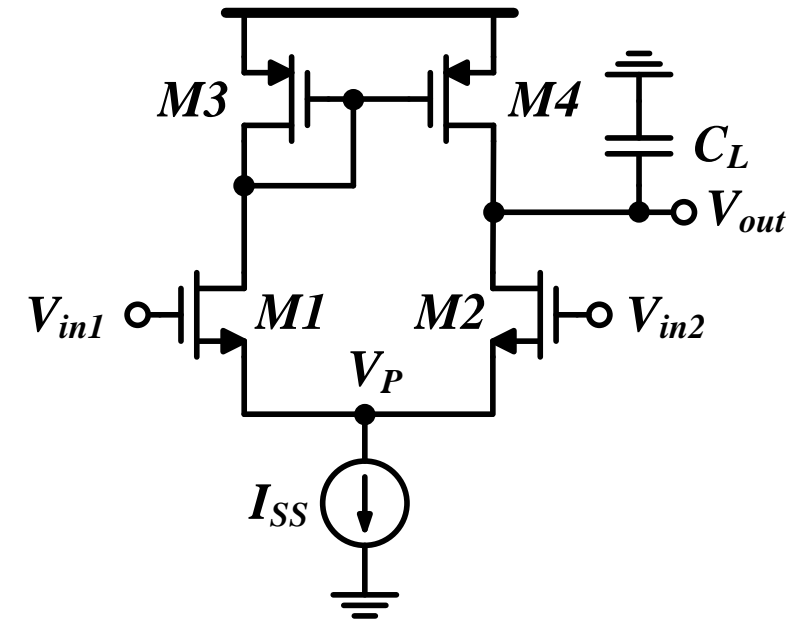 M3
M4
C_L
V_out
V_in1
M1
M2
V_in2
V_P
I_SS